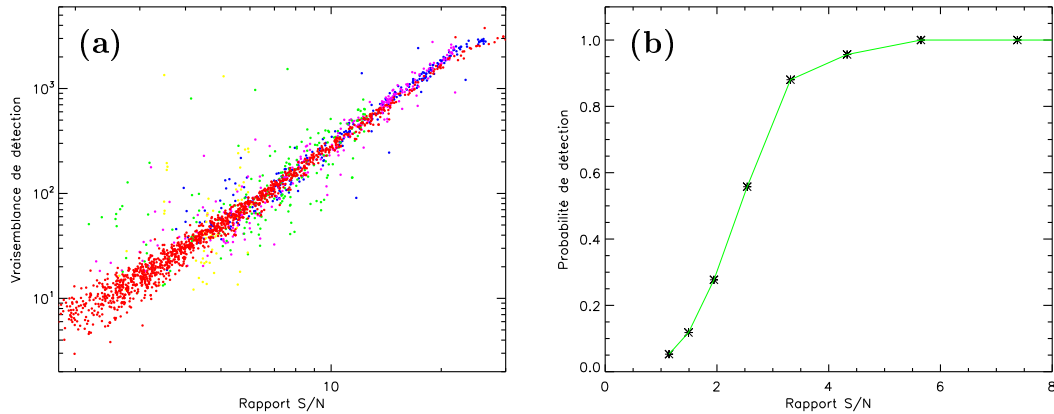 (a)
Vraisemblance de détection
10³
10²
10¹
10
Rapport S/N
(b)
Probabilité de détection
1.0
0.8
0.6
0.4
0.2
0.0
0 2 4 6 8
Rapport S/N